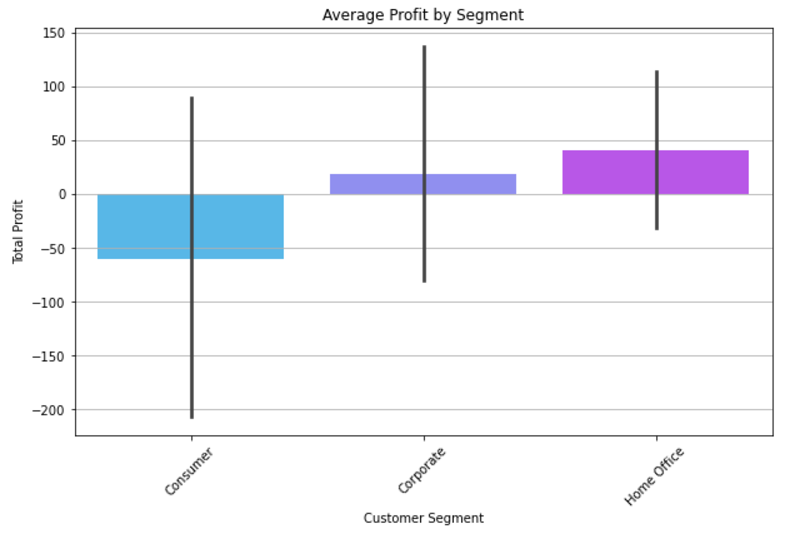 Average Profit by Segment
150
100
50
0
−50
−100
−150
−200
Total Profit
Consumer
Corporate
Home Office
Customer Segment